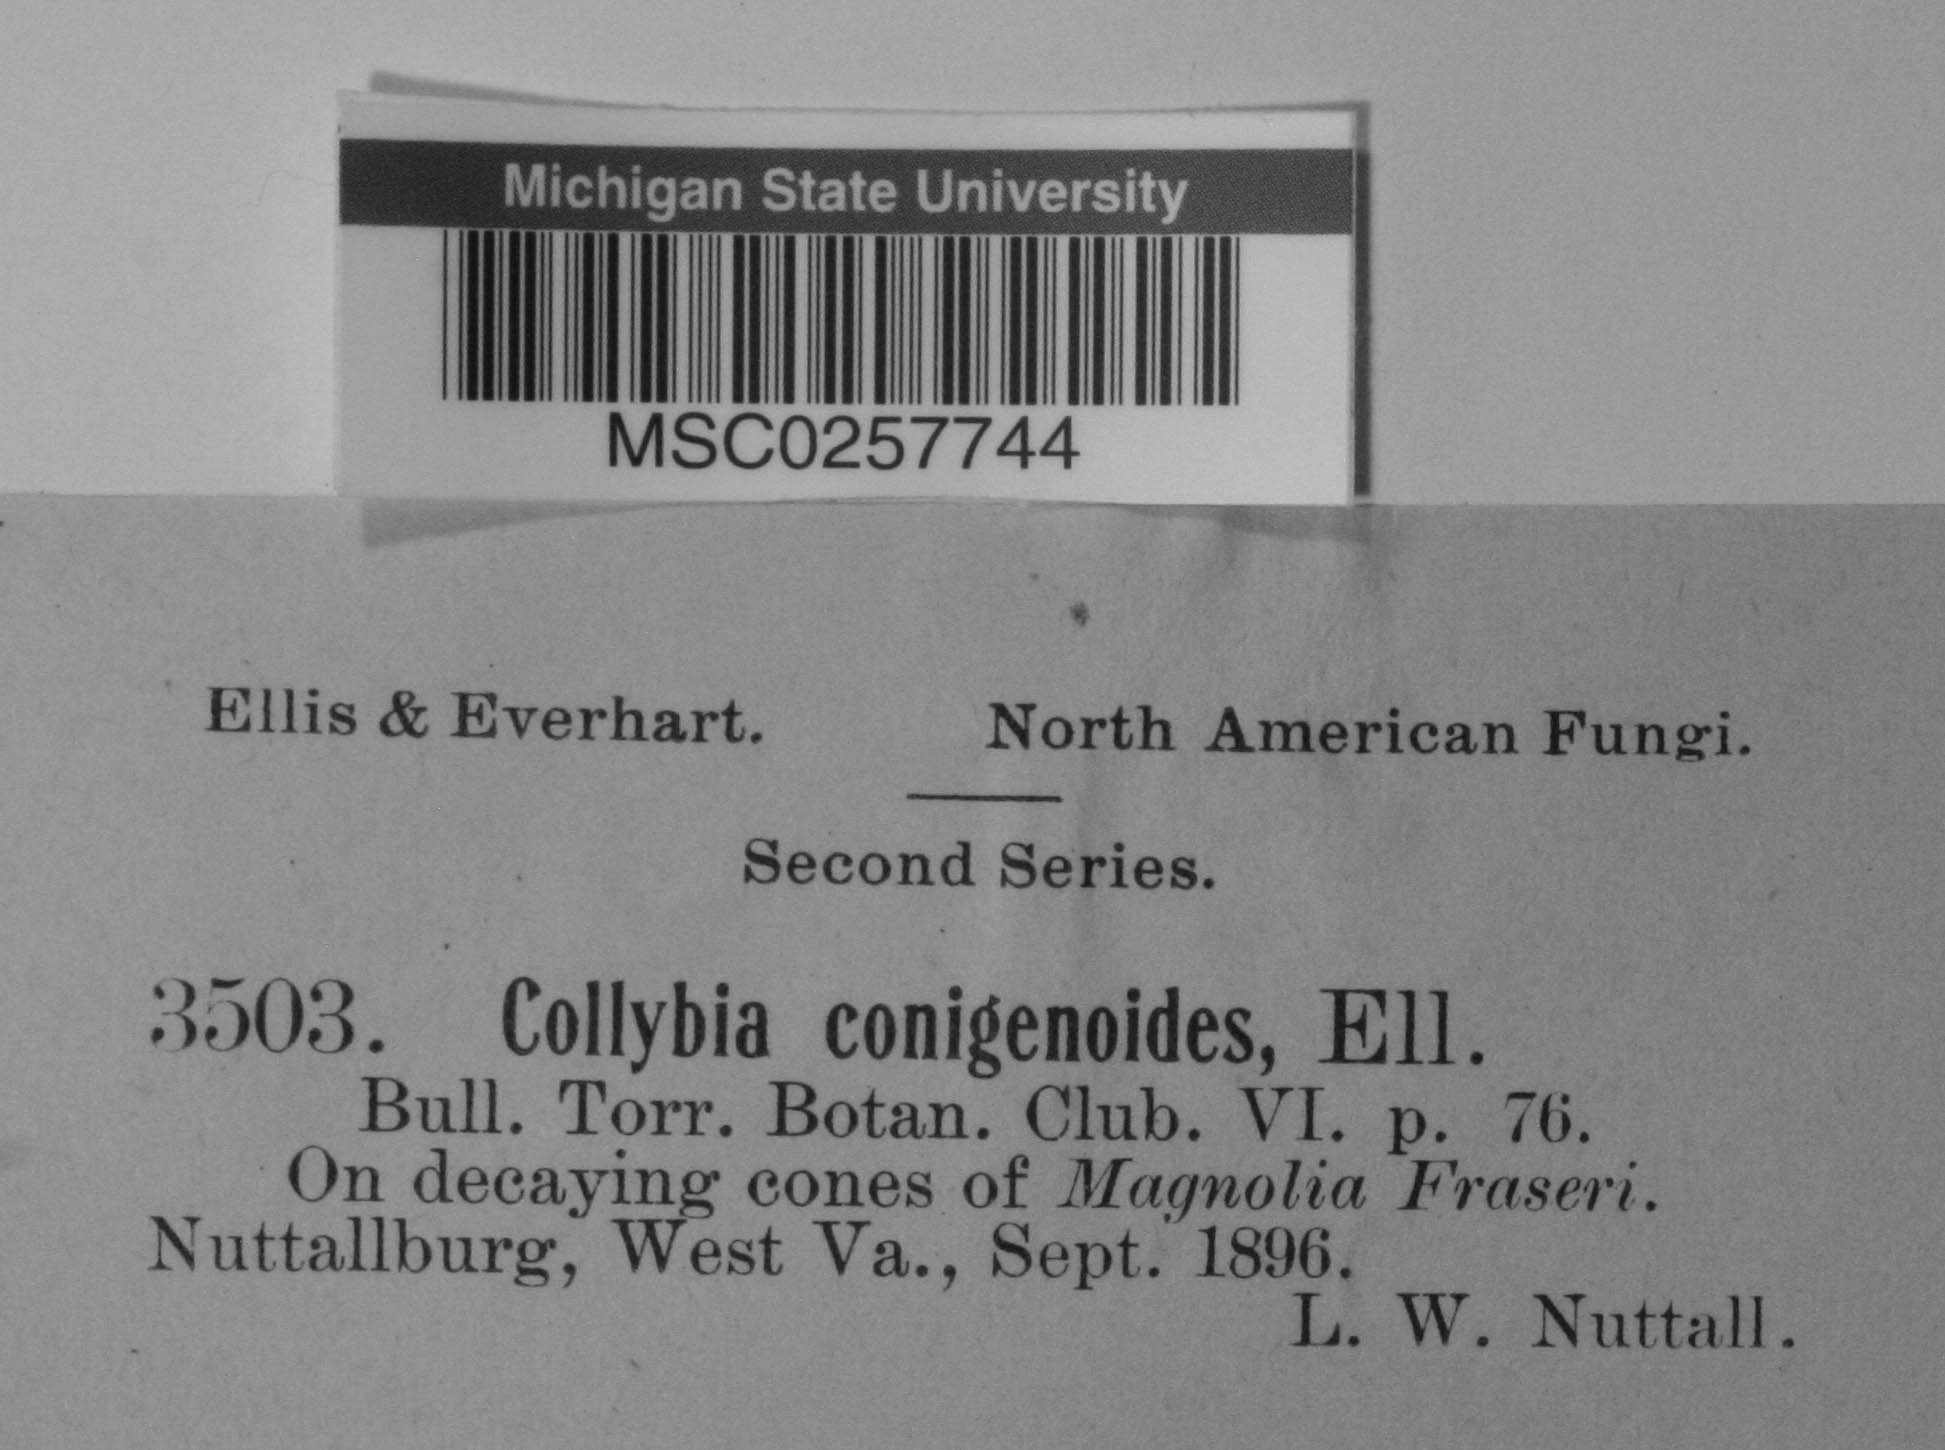 Michigan State University
MSC0257744
Ellis & Everhart. North American Fungi.
Second Series.
3503. Collybia conigenoides, Ell.
Bull. Torr. Botan. Club. VI. p. 76.
On decaying cones of Magnolia Fraseri.
Nuttallburg, West Va., Sept. 1896.
L. W. Nuttall.